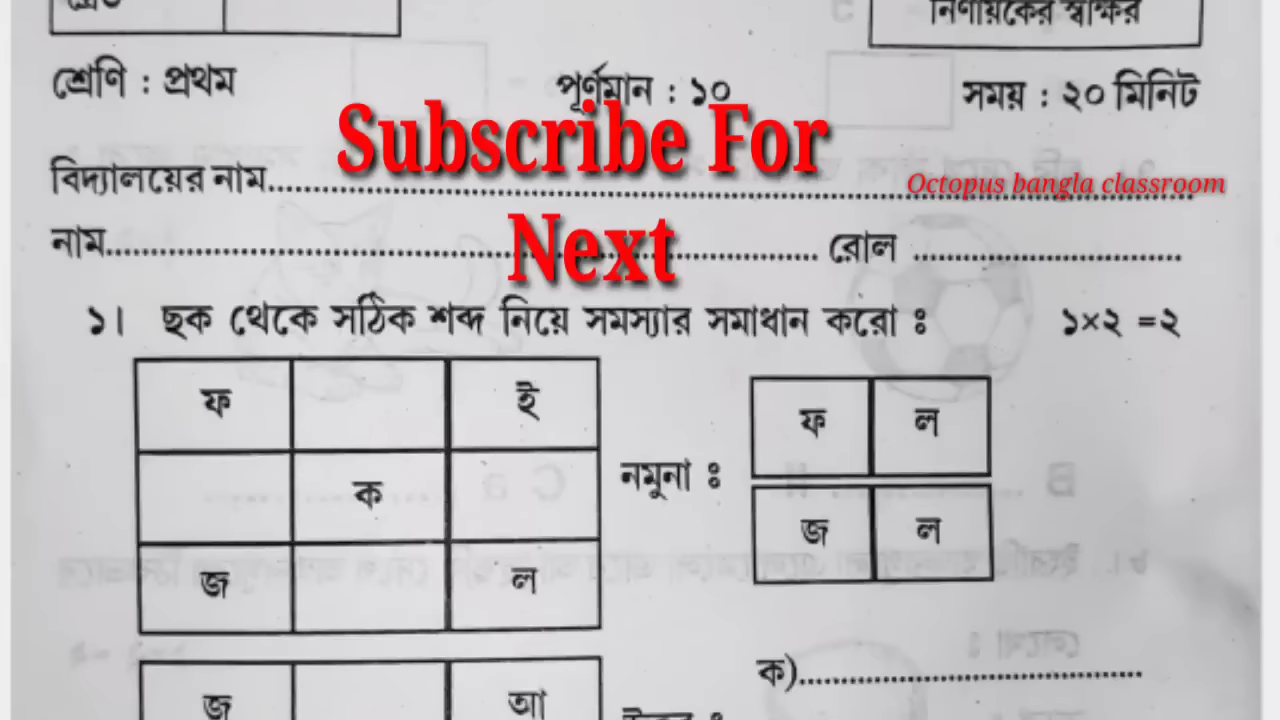 নির্ণায়কের স্বাক্ষর
শ্রেণি : প্রথম পূর্ণমান : ১০ সময় : ২০ মিনিট
Subscribe For
বিদ্যালয়ের নাম........................................
Octopus bangla classroom
Next
নাম........................................ রোল ..............................
১। ছক থেকে সঠিক শব্দ নিয়ে সমস্যার সমাধান করো ঃ ১×২ =২
ফ ই
ক
জ ল
নমুনা ঃ
ফ ল
জ ল
ক)........................................
জ আ